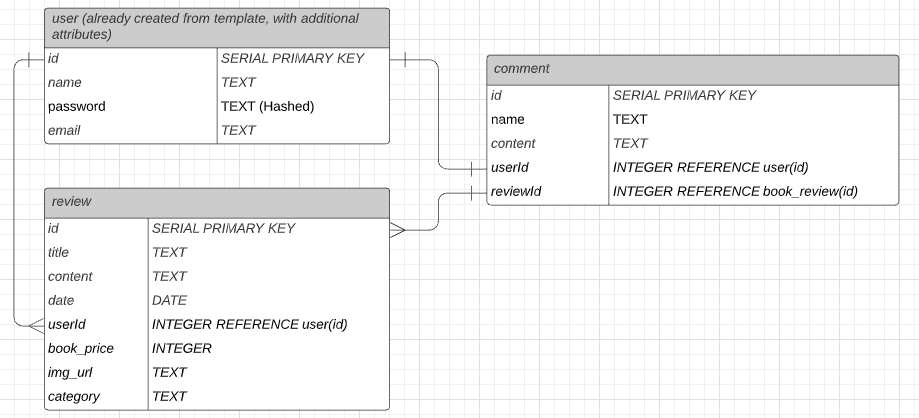 user (already created from template, with additional
attributes)
id SERIAL PRIMARY KEY
name TEXT
password TEXT (Hashed)
email TEXT
comment
id SERIAL PRIMARY KEY
name TEXT
content TEXT
userId INTEGER REFERENCE user(id)
reviewId INTEGER REFERENCE book_review(id)
review
id SERIAL PRIMARY KEY
title TEXT
content TEXT
date DATE
userId INTEGER REFERENCE user(id)
book_price INTEGER
img_url TEXT
category TEXT